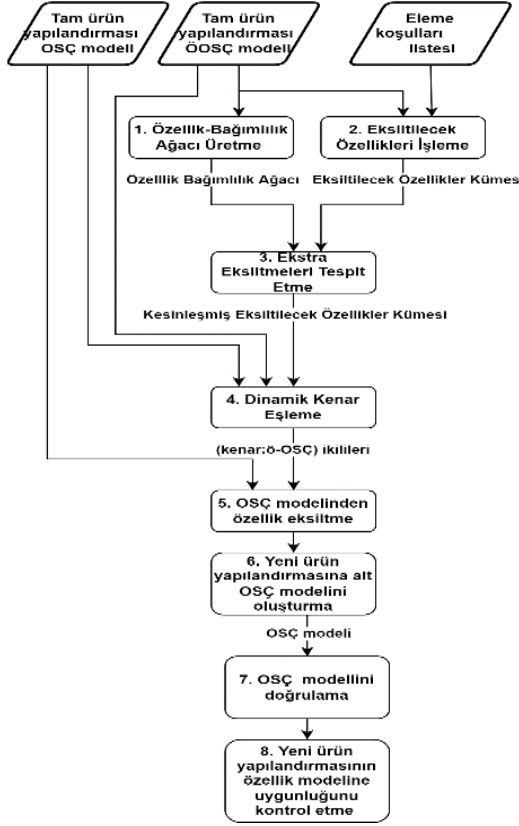 Tam ürün
yapılandırması
OSÇ modeli
Tam ürün
yapılandırması
ÖOSÇ modeli
Eleme
koşulları
listesi
1. Özellik-Bağımlılık
Ağacı Üretme
2. Eksiltilecek
Özellikleri İşleme
Özelllik Bağımlılık Ağacı
Eksiltilecek Özellikler Kümes
3. Ekstra
Eksiltmeleri Tespit
Etme
Kesinleşmiş Eksiltilecek Özellikler Kümesi
4. Dinamik Kenar
Eşleme
(kenar:ö-OSÇ) ikilileri
5. OSÇ modelinden
özellik eksiltme
6. Yeni ürün
yapılandırmasına alt
OSÇ modelini
oluşturma
OSÇ modeli
7. OSÇ modellini
doğrulama
8. Yeni ürün
yapılandırmasının
özellik modeline
uygunluğunu
kontrol etme